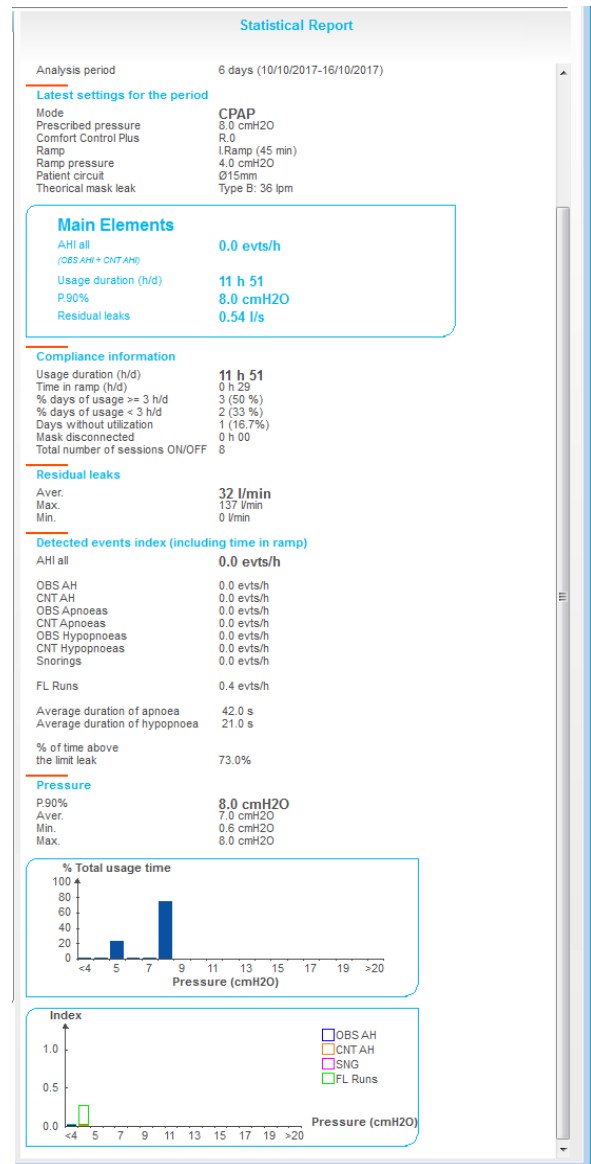 Statistical Report
Analysis period 6 days (10/10/2017-16/10/2017)
Latest settings for the period
Mode CPAP
Prescribed pressure 8.0 cmH2O
Comfort Control Plus R.0
Ramp I.Ramp (45 min)
Ramp pressure 4.0 cmH2O
Patient circuit Ø15mm
Theorical mask leak Type B: 36 lpm
Main Elements
AHI all 0.0 evts/h
(OBS AHI + CNT AHI)
Usage duration (h/d) 11 h 51
P.90% 8.0 cmH2O
Residual leaks 0.54 l/s
Compliance information
Usage duration (h/d) 11 h 51
Time in ramp (h/d) 0 h 29
% days of usage >= 3 h/d 3 (50 %)
% days of usage < 3 h/d 2 (33 %)
Days without utilization 1 (16.7%)
Mask disconnected 0 h 00
Total number of sessions ON/OFF 8
Residual leaks
Aver. 32 l/min
Max. 137 l/min
Min. 0 l/min
Detected events index (including time in ramp)
AHI all 0.0 evts/h
OBS AH 0.0 evts/h
CNT AH 0.0 evts/h
OBS Apnoeas 0.0 evts/h
CNT Apnoeas 0.0 evts/h
OBS Hypopnoeas 0.0 evts/h
CNT Hypopnoeas 0.0 evts/h
Snorings 0.0 evts/h
FL Runs 0.4 evts/h
Average duration of apnoea 42.0 s
Average duration of hypopnoea 21.0 s
% of time above
the limit leak 73.0%
Pressure
P.90% 8.0 cmH2O
Aver. 7.0 cmH2O
Min. 0.6 cmH2O
Max. 8.0 cmH2O
% Total usage time
100
80
60
40
20
0
<4 5 7 9 11 13 15 17 19 >20
Pressure (cmH2O)
Index
OBS AH
1.0 CNT AH
SNG
FL Runs
0.5
0.0 Pressure (cmH2O)
<4 5 7 9 11 13 15 17 19 >20